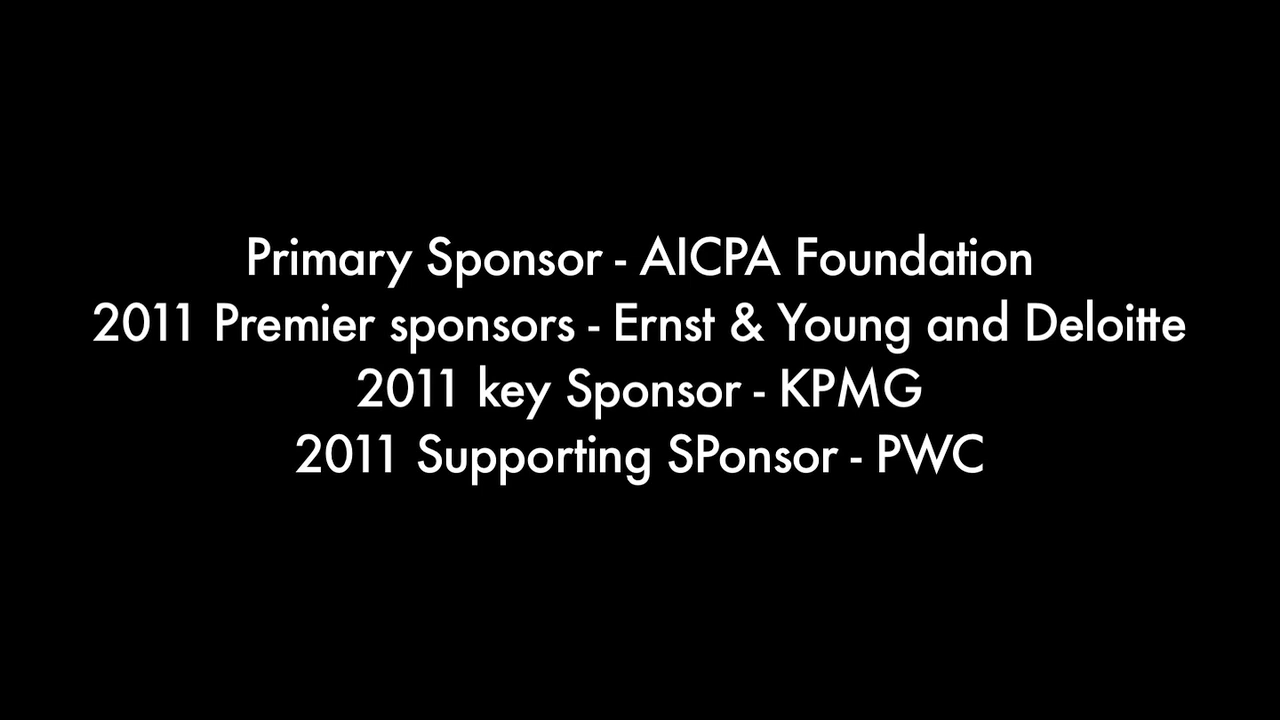 Primary Sponsor - AICPA Foundation
2011 Premier sponsors - Ernst & Young and Deloitte
2011 key Sponsor - KPMG
2011 Supporting SPonsor - PWC